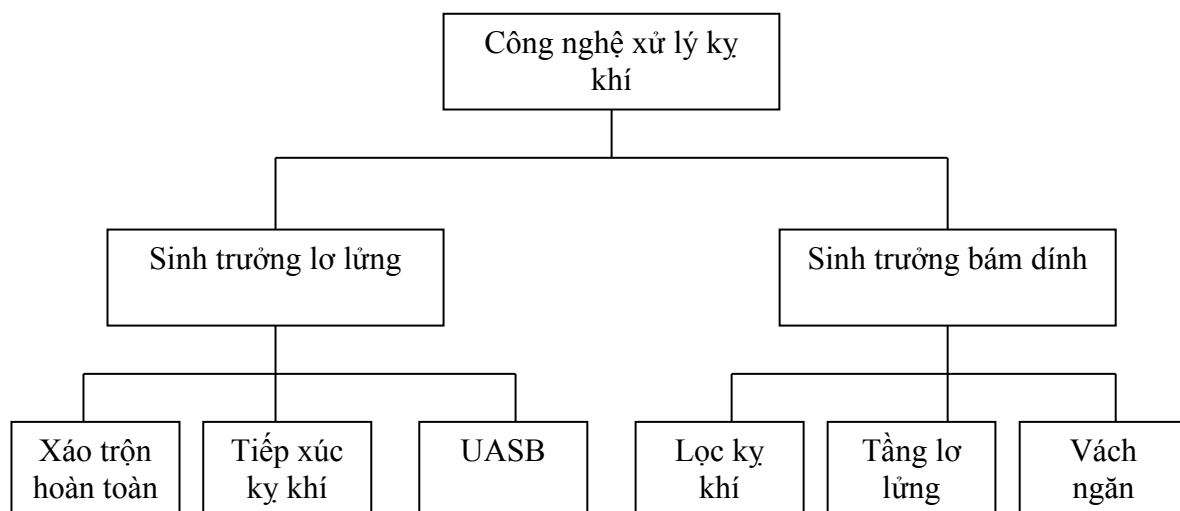 Công nghệ xử lý kỵ
khí
Sinh trưởng lơ lửng
Sinh trưởng bám dính
Xáo trộn
hoàn toàn
Tiếp xúc
kỵ khí
UASB
Lọc kỵ
khí
Tầng lơ
lửng
Vách
ngăn